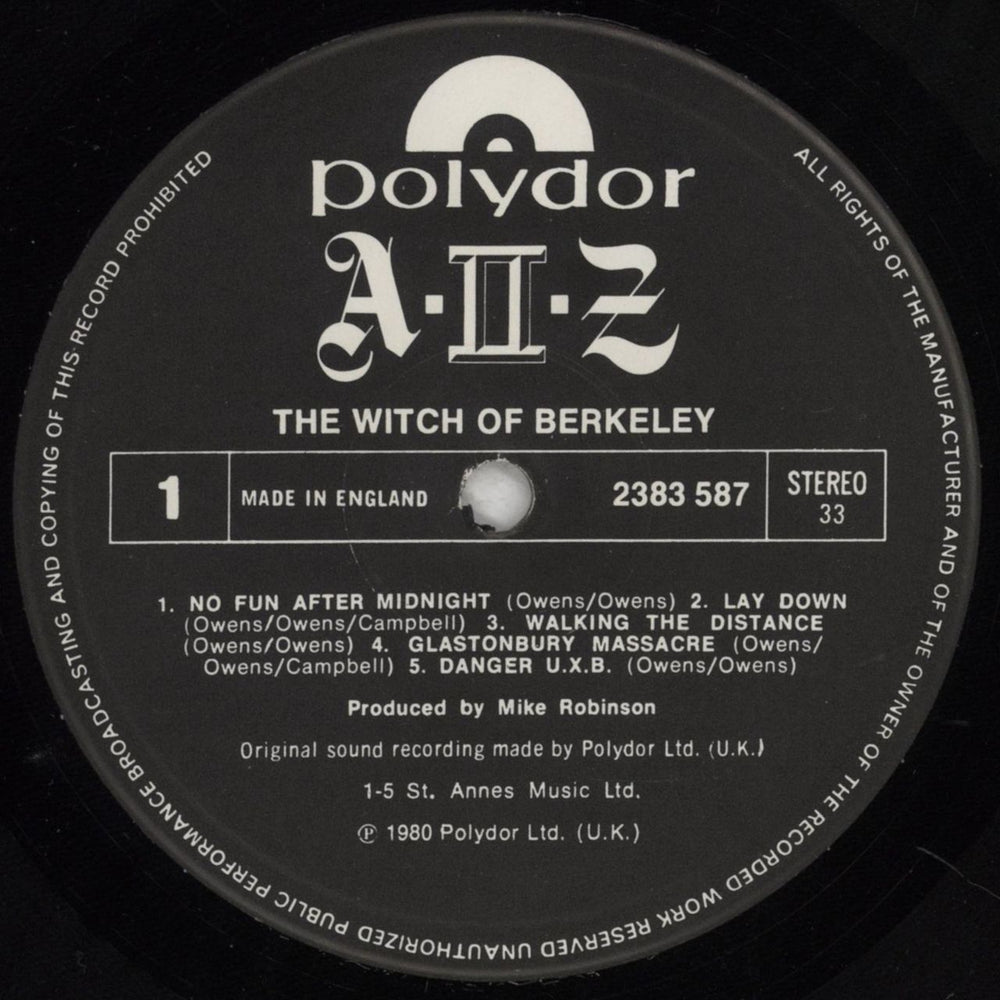 polydor
A·II·Z
THE WITCH OF BERKELEY
1
MADE IN ENGLAND
2383 587
STEREO
33
1. NO FUN AFTER MIDNIGHT (Owens/Owens) 2. LAY DOWN
(Owens/Owens/Campbell) 3. WALKING THE DISTANCE
(Owens/Owens) 4. GLASTONBURY MASSACRE (Owens/
Owens/Campbell) 5. DANGER U.X.B. (Owens/Owens)
Produced by Mike Robinson
Original sound recording made by Polydor Ltd. (U.K.)
1-5 St. Annes Music Ltd.
℗ 1980 Polydor Ltd. (U.K.)
ALL RIGHTS OF THE MANUFACTURER AND OF THE OWNER OF THE RECORDED WORK RESERVED UNAUTHORIZED PUBLIC PERFORMANCE BROADCASTING AND COPYING OF THIS RECORD PROHIBITED